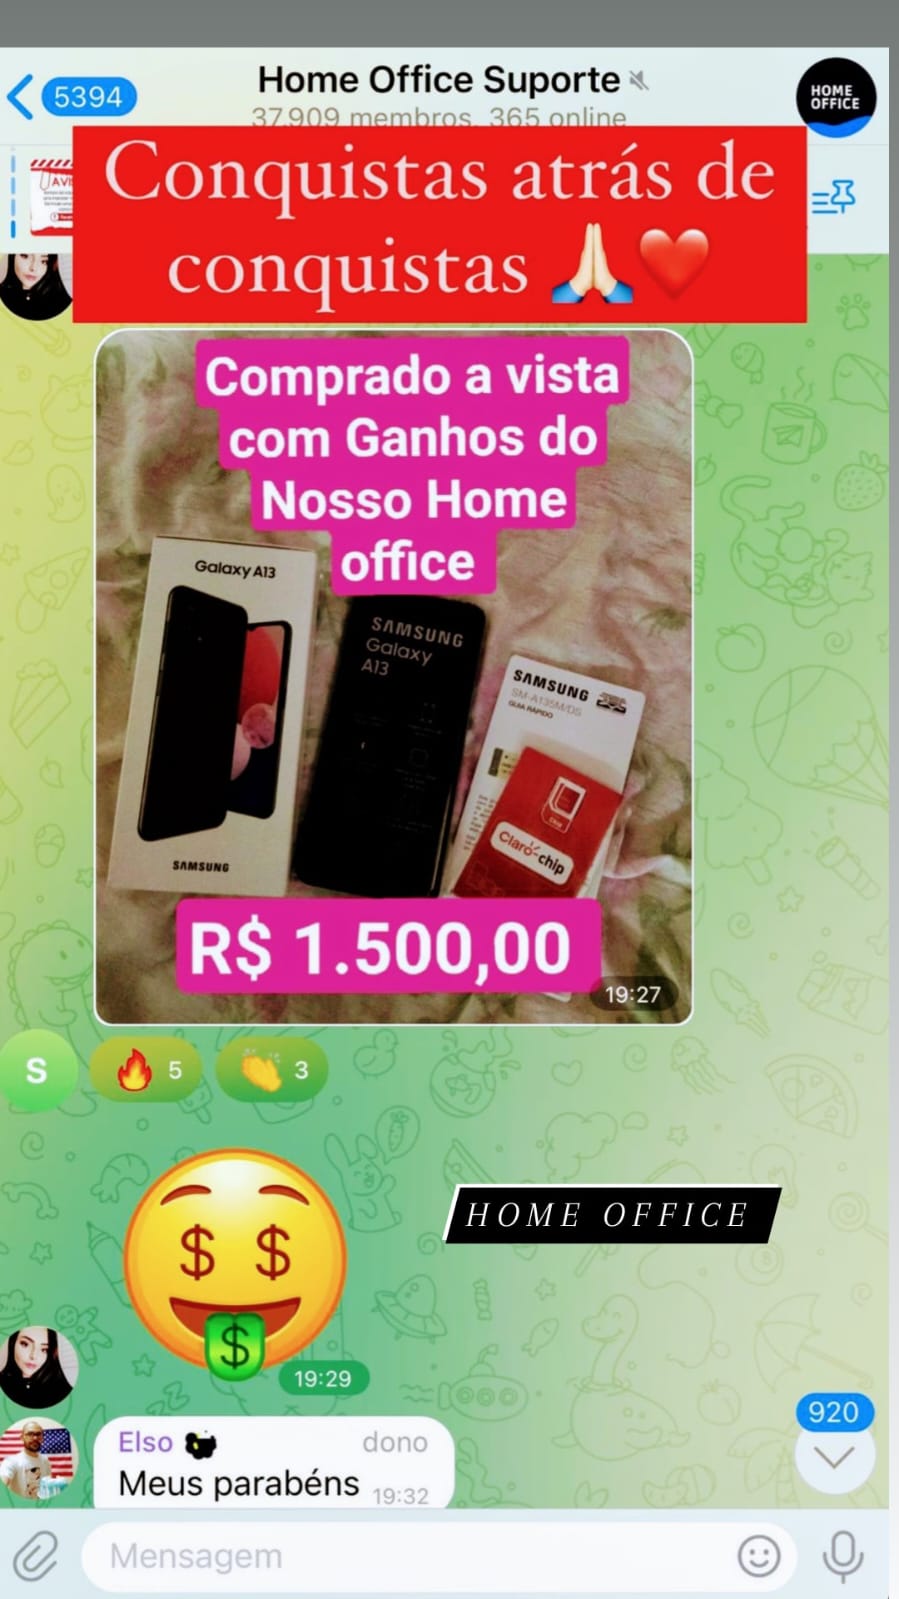 5394
Home Office Suporte
37.909 membros, 365 online
HOME
OFFICE
AVIS
Conquistas atrás de
conquistas 🙏🏻❤️
Comprado a vista
com Ganhos do
Nosso Home
office
Galaxy A13
SAMSUNG
SAMSUNG
Galaxy
A13
SAMSUNG
SM-A135M/DS
GUIA RÁPIDO
Claro
Claro-chip
R$ 1.500,00
19:27
S
🔥 5
👏 3
HOME OFFICE
🤑
19:29
920
Elso
dono
Meus parabéns
19:32
Mensagem